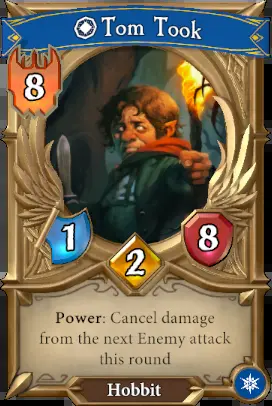 Tom Took
8
1
2
8
Power: Cancel damage
from the next Enemy attack
this round
Hobbit